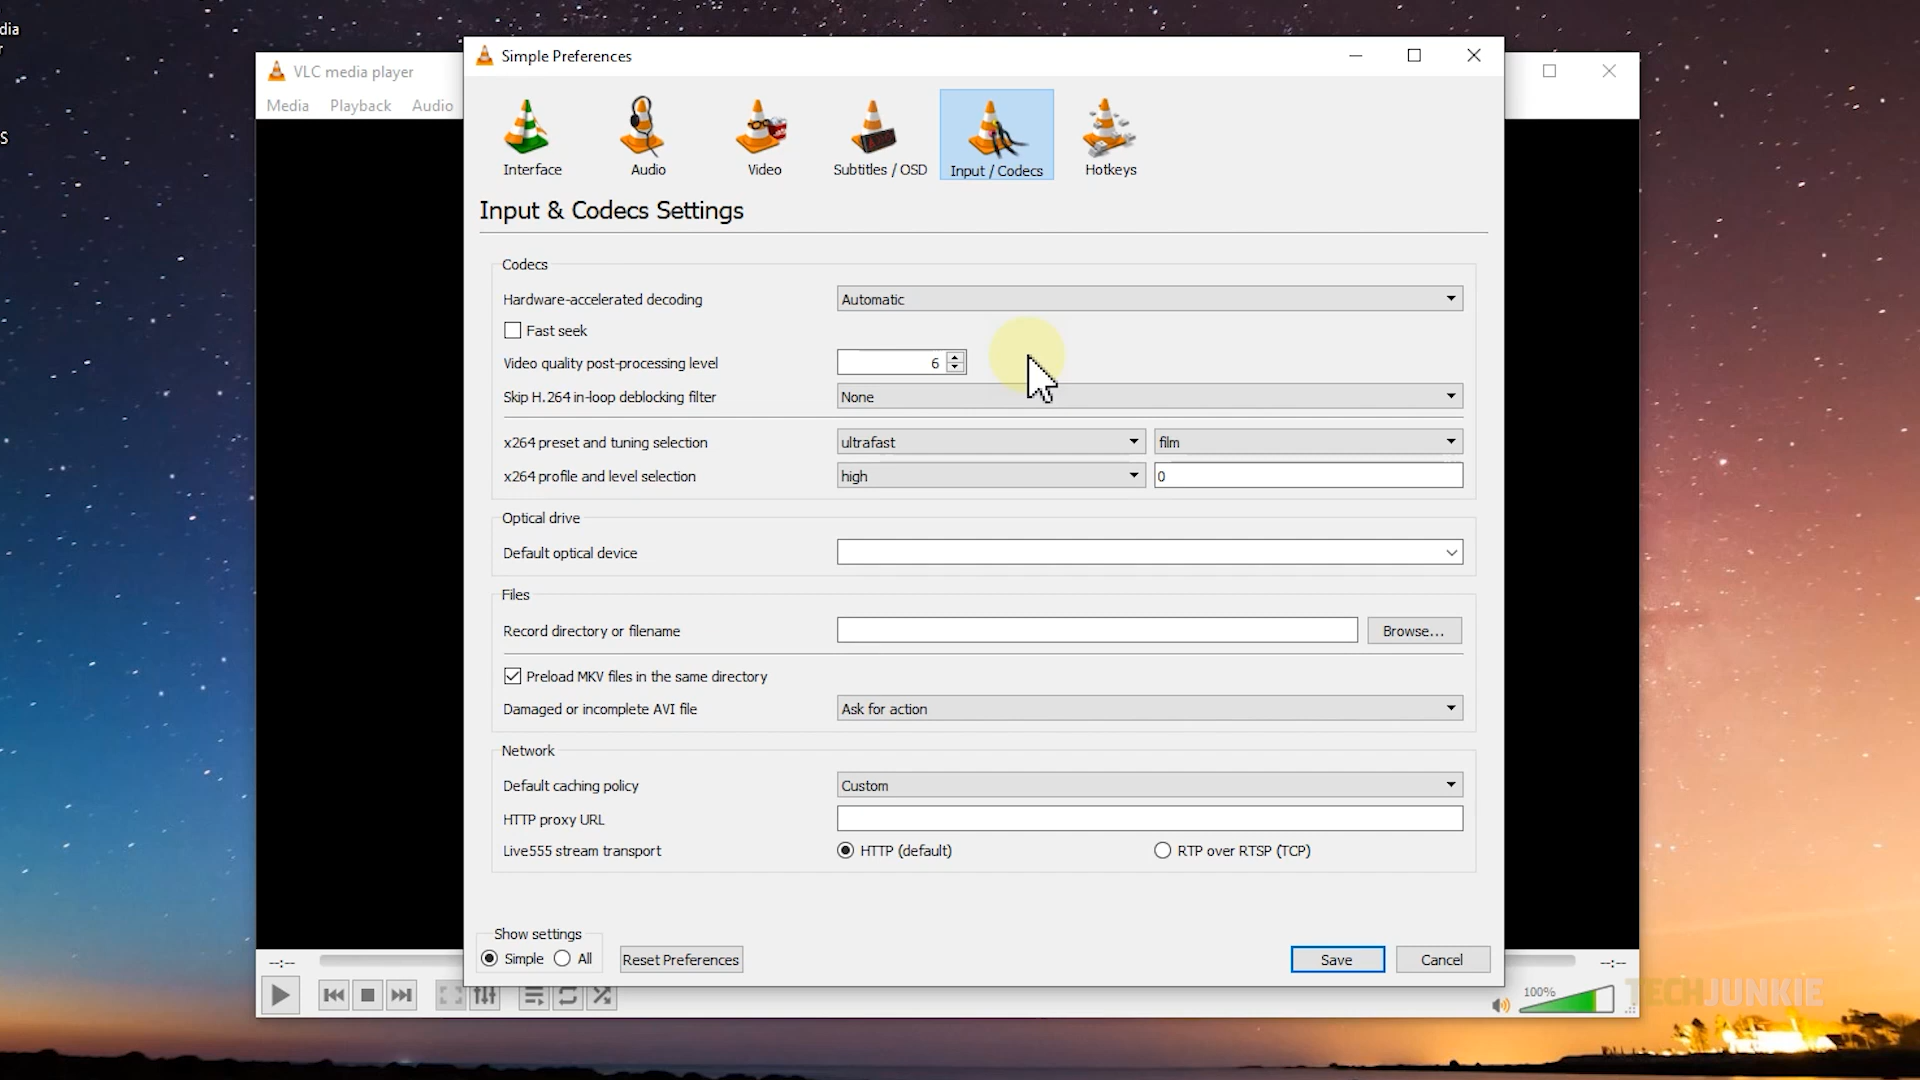 dia
r
S
VLC media player
Media Playback Audio
Simple Preferences
Interface Audio Video Subtitles / OSD Input / Codecs Hotkeys
Input & Codecs Settings
Codecs
Hardware-accelerated decoding Automatic
Fast seek
Video quality post-processing level 6
Skip H.264 in-loop deblocking filter None
x264 preset and tuning selection ultrafast film
x264 profile and level selection high 0
Optical drive
Default optical device
Files
Record directory or filename Browse...
Preload MKV files in the same directory
Damaged or incomplete AVI file Ask for action
Network
Default caching policy Custom
HTTP proxy URL
Live555 stream transport HTTP (default) RTP over RTSP (TCP)
Show settings
Simple All Reset Preferences Save Cancel
--:-- --:--
100%
TECHJUNKIE